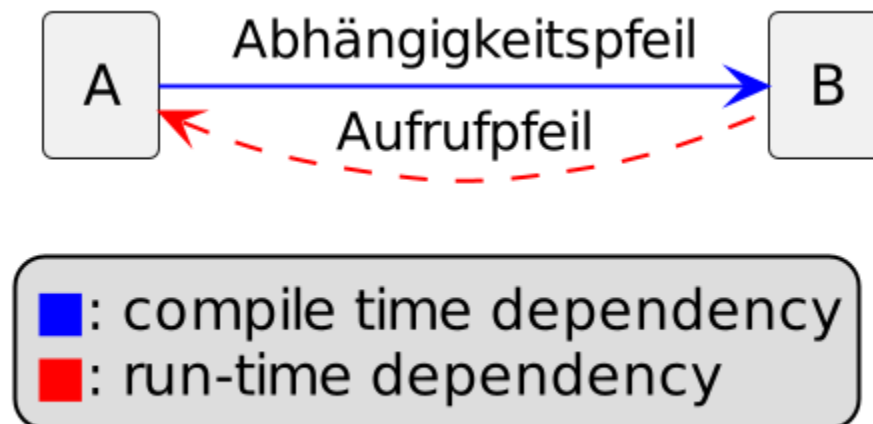 Abhängigkeitspfeil
A
B
Aufrufpfeil
: compile time dependency
: run-time dependency